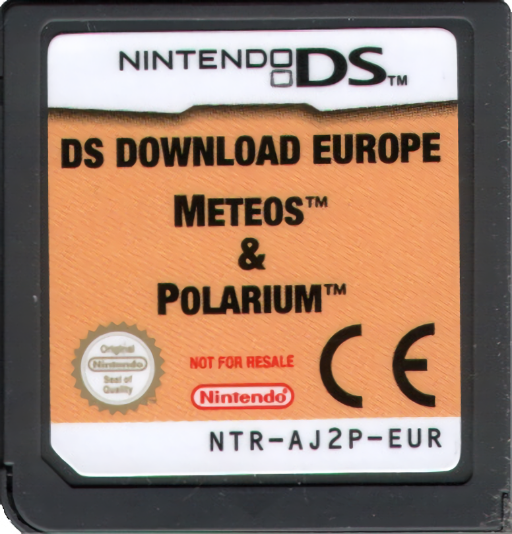 NINTENDO DS™
DS DOWNLOAD EUROPE
METEOS™
&
POLARIUM™
Original
Nintendo
Seal of
Quality
NOT FOR RESALE
Nintendo®
CE
NTR-AJ2P-EUR